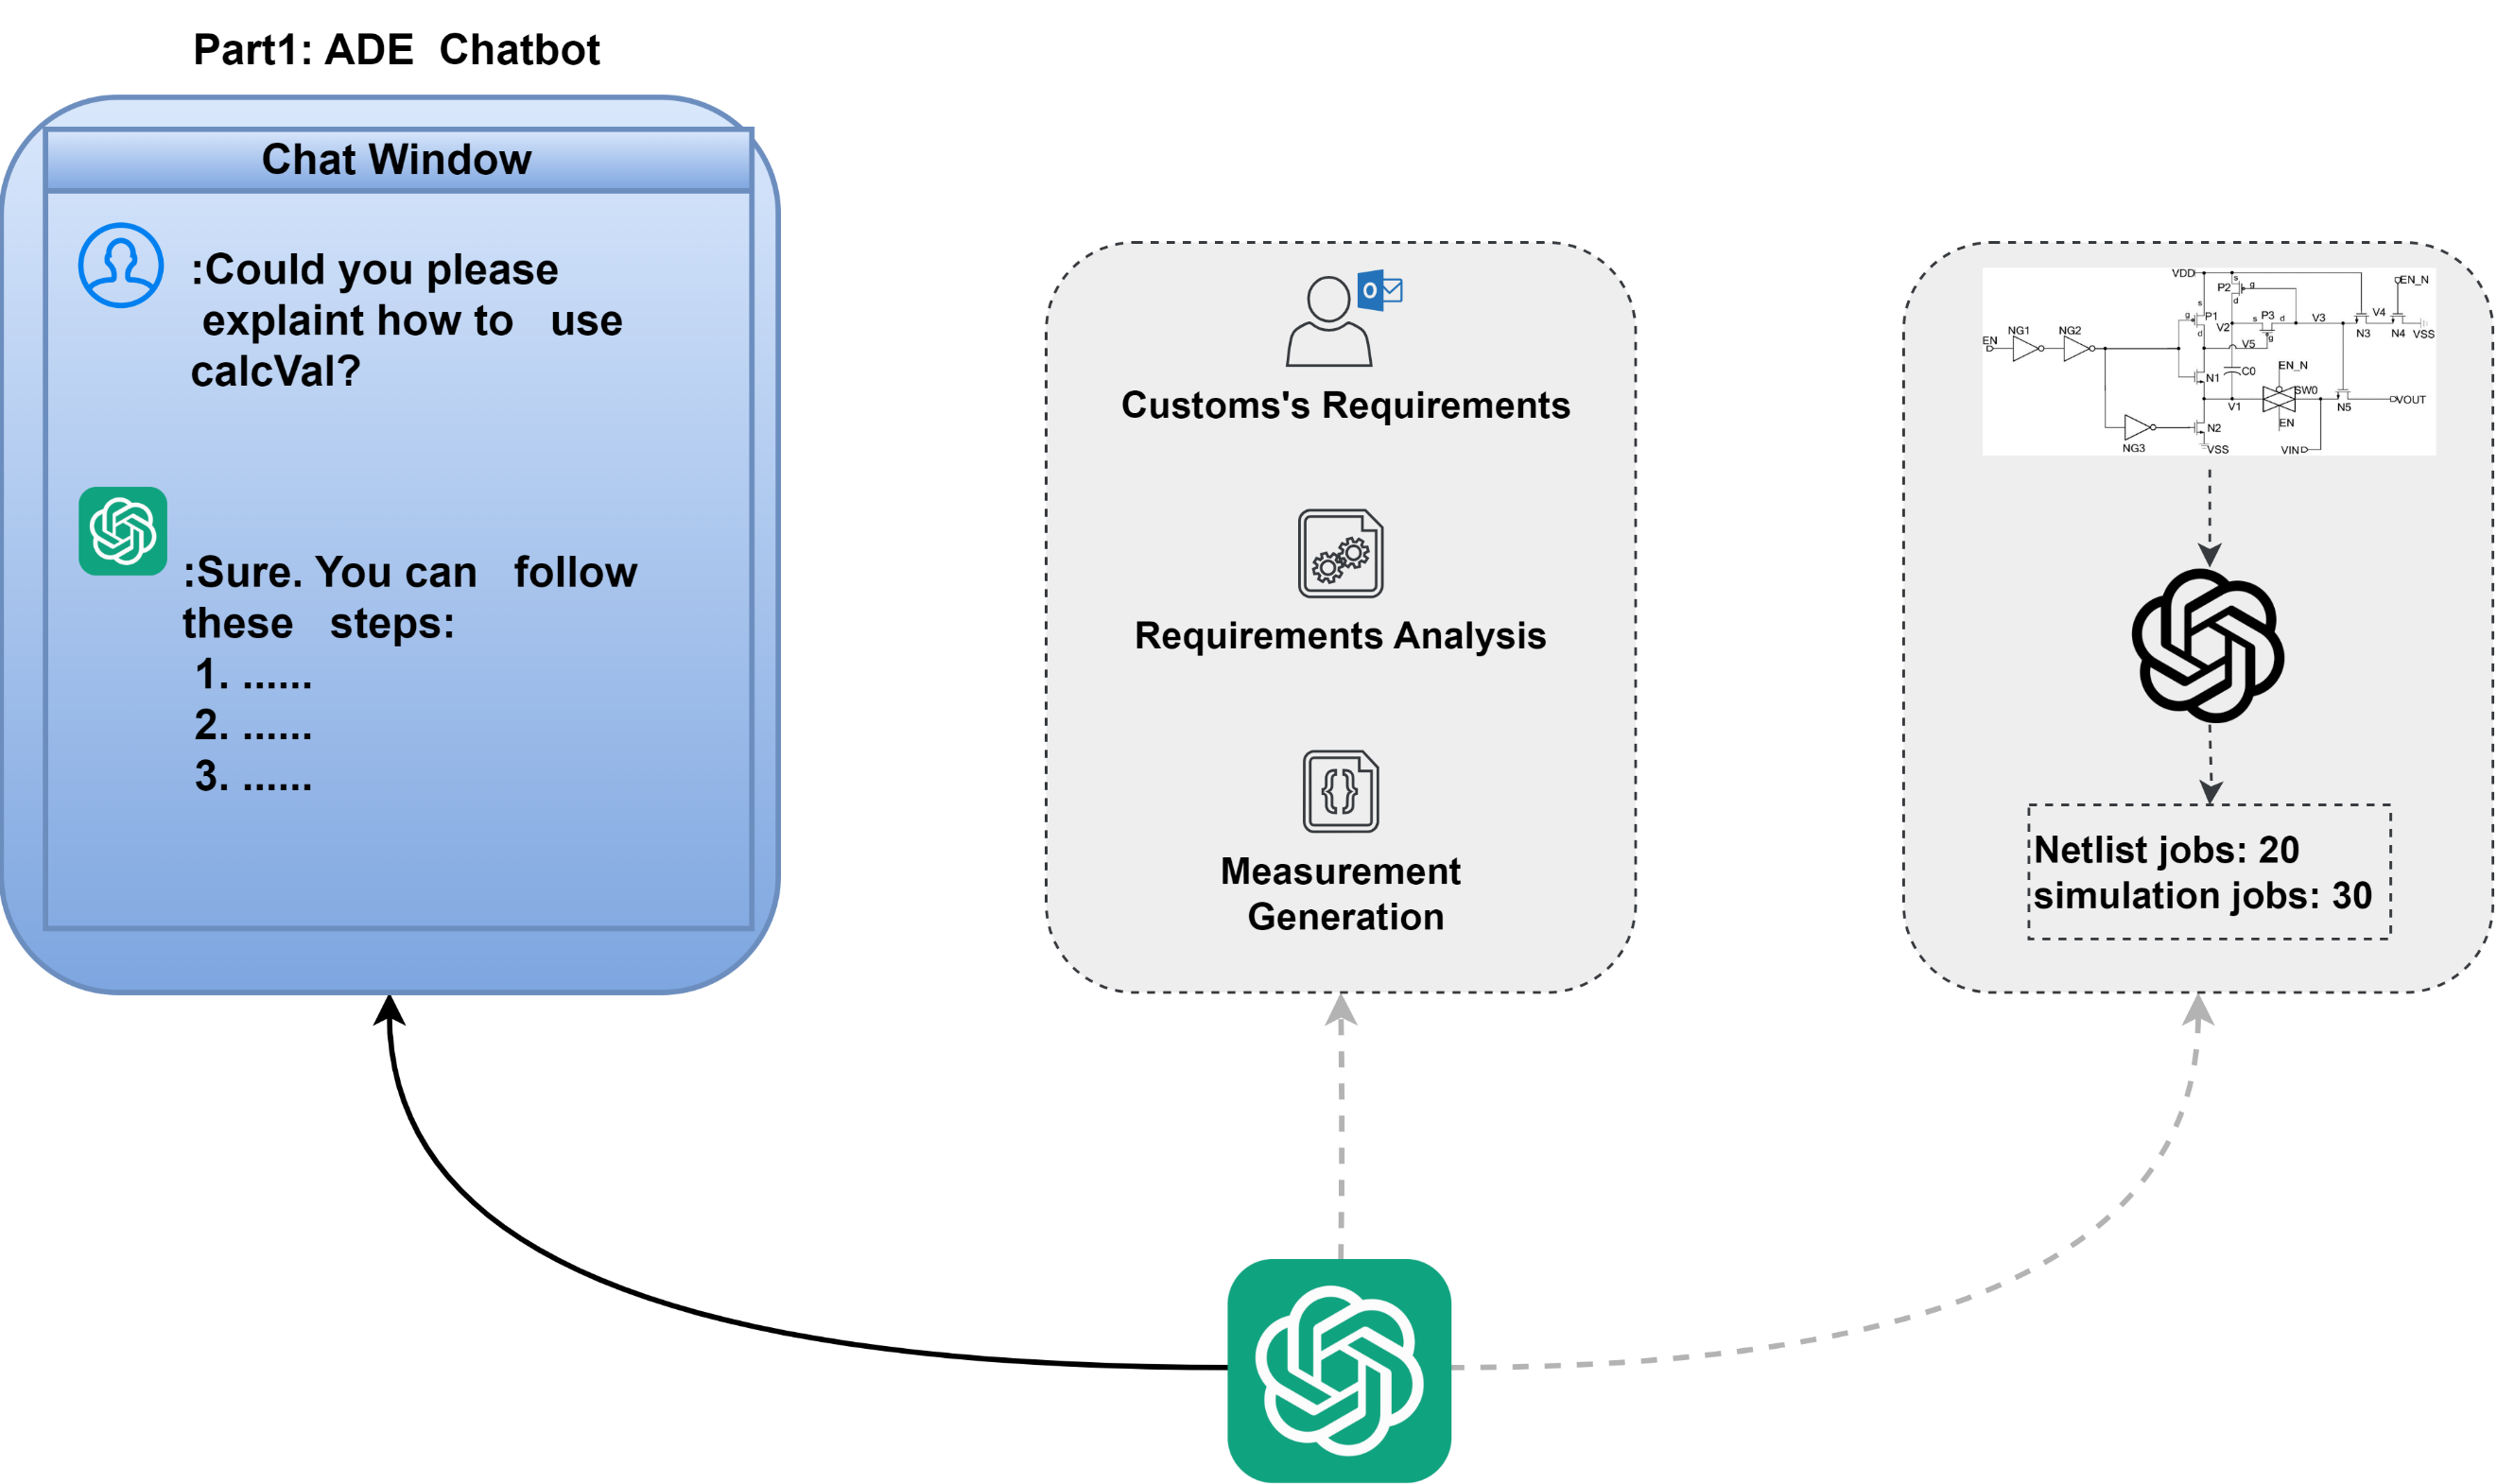 Part1: ADE Chatbot
Chat Window
:Could you please
explaint how to use
calcVal?
:Sure. You can follow
these steps:
1. ......
2. ......
3. ......
Customs's Requirements
Requirements Analysis
Measurement
Generation
VDD
s
P2
g
d
EN_N
s
g
P1
d
V2
s
P3
d
g
V3
V4
N3
N4
VSS
EN
NG1
NG2
V5
N1
C0
EN_N
SW0
V1
N5
VOUT
EN
N2
NG3
VSS
VIN
Netlist jobs: 20
simulation jobs: 30